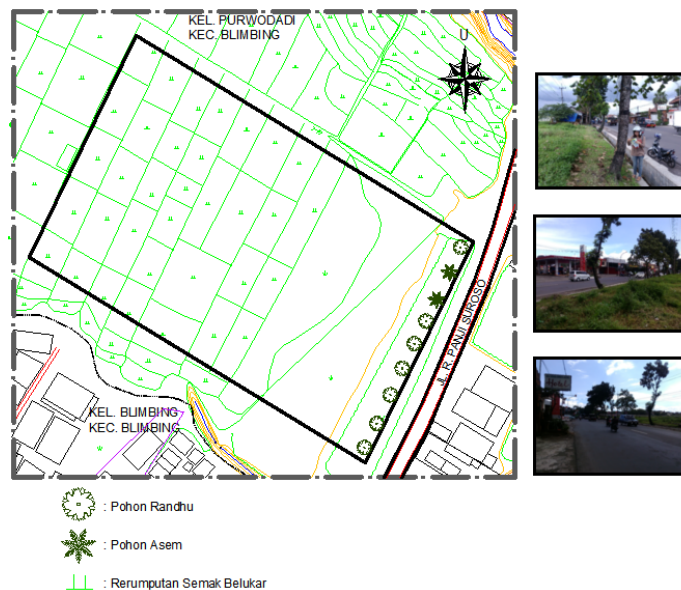 KEL. PURWODADI
KEC. BLIMBING
U
JL. R. PANJI SUROSO
KEL. BLIMBING
KEC. BLIMBING
: Pohon Randhu
: Pohon Asem
: Rerumputan Semak Belukar